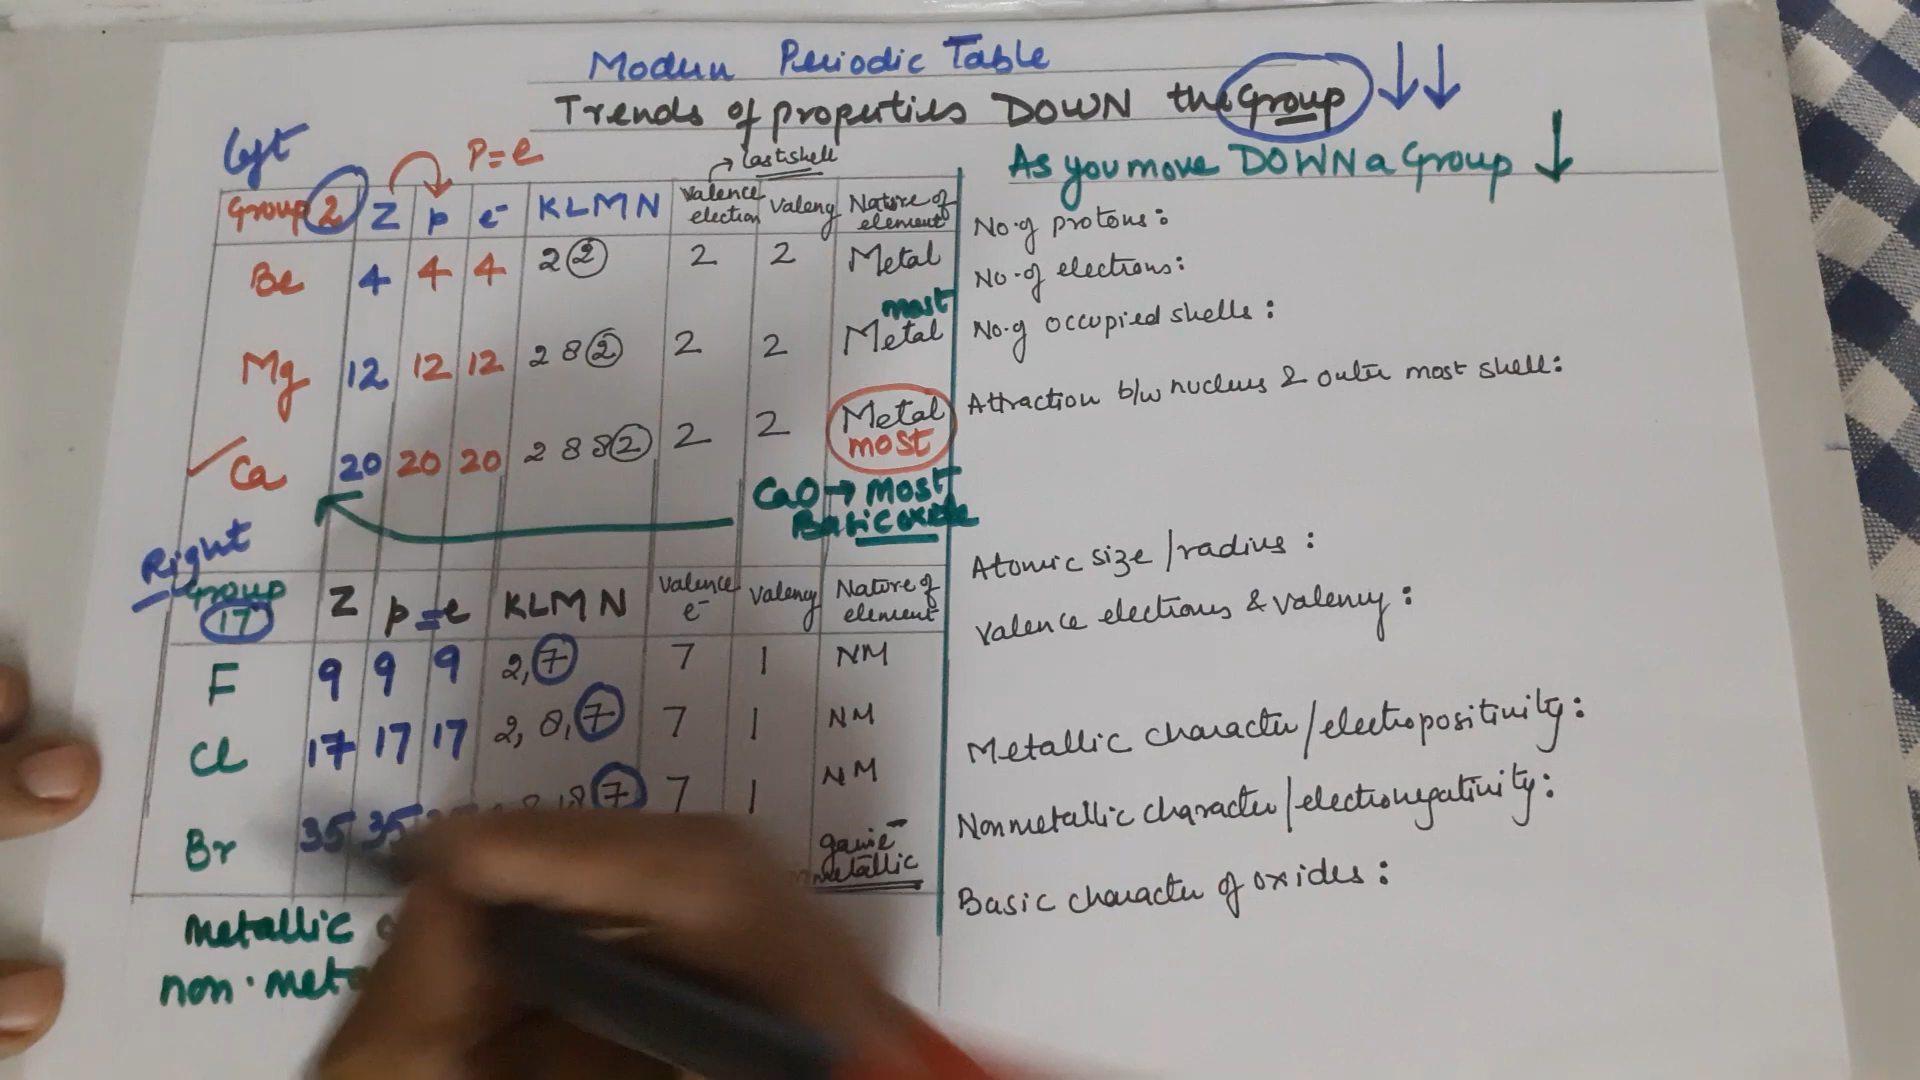 Modern Periodic Table
Trends of properties DOWN the Group ↓↓
left
P=e
→ last shell
As you move DOWN a Group ↓
Group 2 Z p e⁻ KLMN Valence election Valency Nature of element
Be 4 4 4 2 2 2 2 Metal
most
Mg 12 12 12 2 8 2 2 2 Metal
✓ Ca 20 20 20 2 8 8 2 2 2 Metal
most
CaO → Most
Basic oxide
Right
Group 17 Z p = e KLMN Valence e⁻ Valency Nature of element
F 9 9 9 2, 7 7 1 NM
Cl 17 17 17 2, 8, 7 7 1 NM
Br 35 35 18 7 7 1 NM
metallic
Metallic
non-met
No. of protons:
No. of electrons:
No. of occupied shells:
Attraction b/w nucleus & outer most shell:
Atomic size/radius:
Valence electrons & valency:
Metallic character/electropositivity:
Nonmetallic character/electronegativity:
Basic character of oxides: